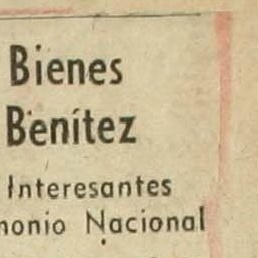 Bienes
Benítez
Interesantes
monio Nacional